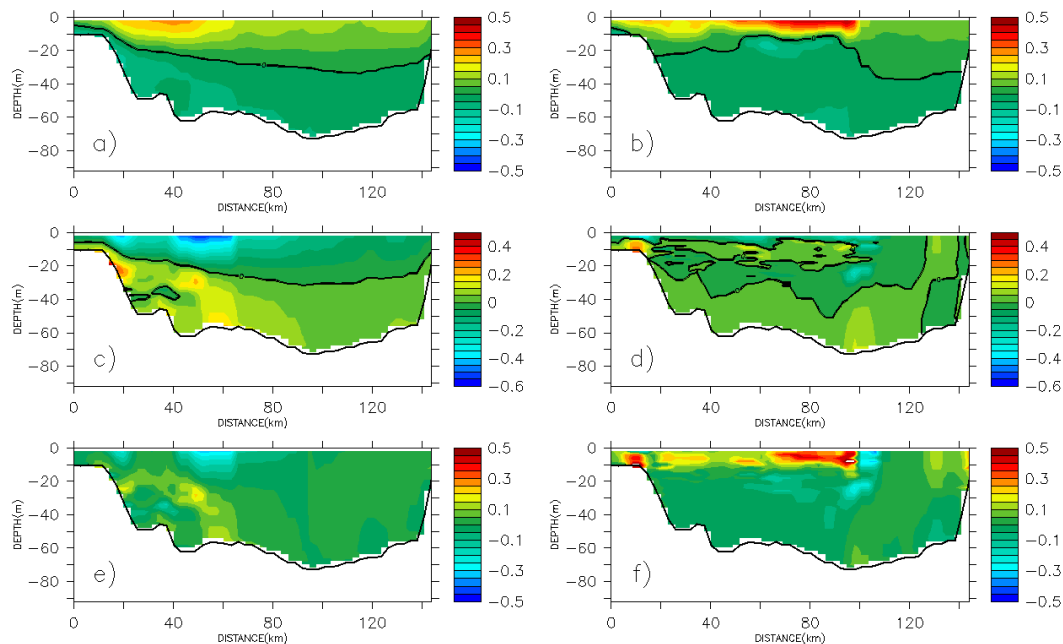 0 0.5 0 0.5
-20 0.3 -20 0.3
-40 0.1 -40 0.1
-60 -0.1 -60 -0.1
-80 -0.3 -80 -0.3
-0.5 -0.5
DEPTH(m) DEPTH(m)
0 0
a) b)
0 40 80 120 0 40 80 120
DISTANCE(km) DISTANCE(km)
0 0.4 0 0.4
-20 0.2 -20 0.2
-40 0 -40 0
-60 -0.2 -60 -0.2
-80 -0.4 -80 -0.4
-0.6 -0.6
DEPTH(m) DEPTH(m)
c) d)
0 40 80 120 0 40 80 120
DISTANCE(km) DISTANCE(km)
0 0.5 0 0.5
-20 0.3 -20 0.3
-40 0.1 -40 0.1
-60 -0.1 -60 -0.1
-80 -0.3 -80 -0.3
-0.5 -0.5
DEPTH(m) DEPTH(m)
e) f)
0 40 80 120 0 40 80 120
DISTANCE(km) DISTANCE(km)